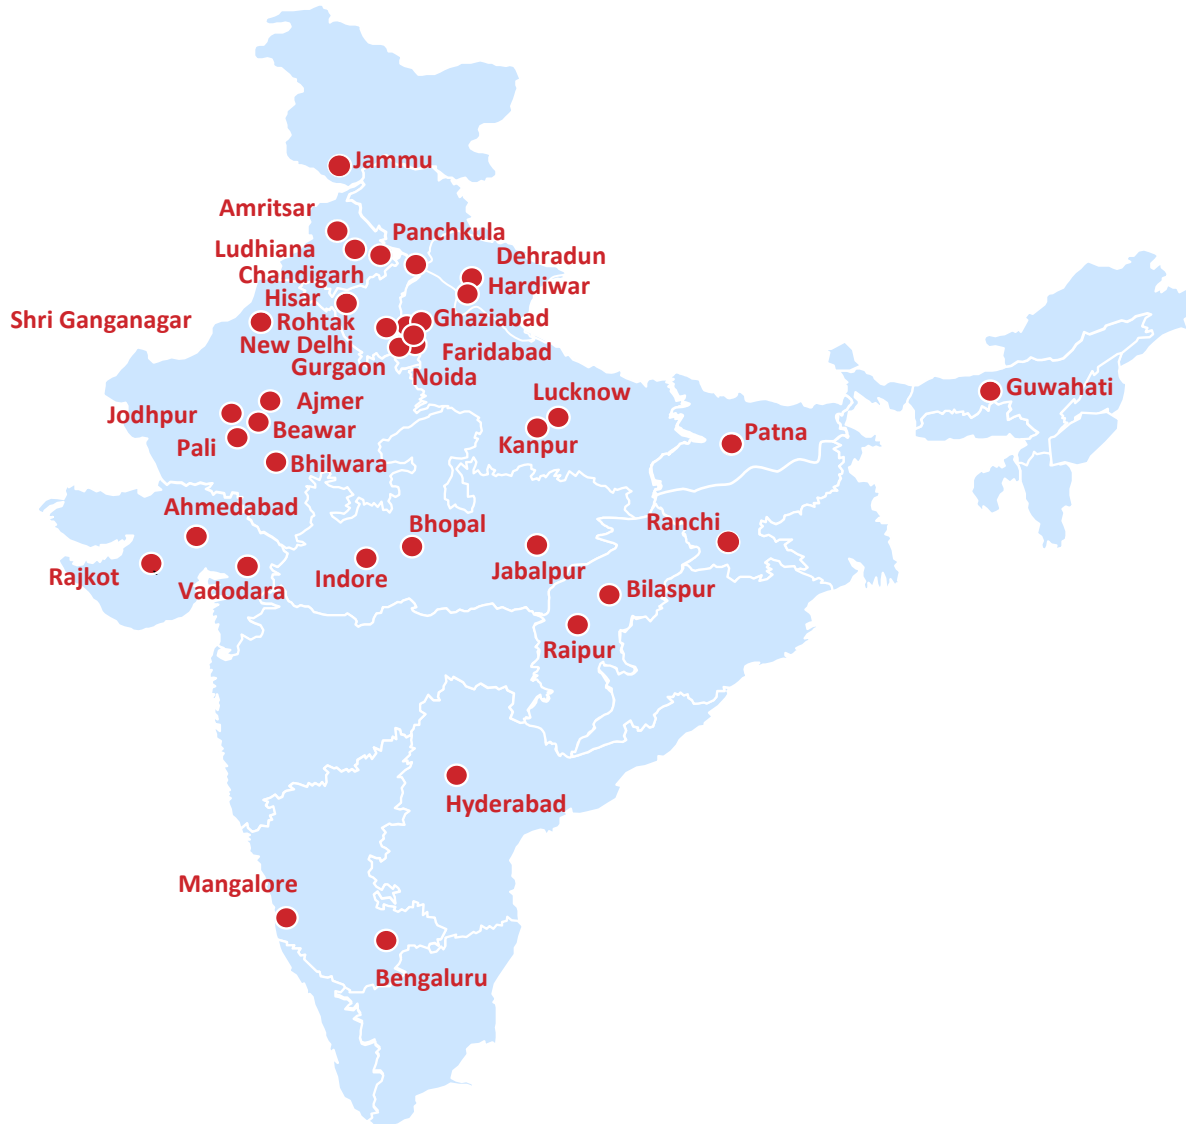 Jammu
Amritsar
Panchkula
Ludhiana
Dehradun
Chandigarh
Hardiwar
Hisar
Shri Ganganagar
Rohtak
Ghaziabad
New Delhi
Faridabad
Gurgaon
Noida
Guwahati
Lucknow
Ajmer
Jodhpur
Beawar
Kanpur
Patna
Pali
Bhilwara
Ahmedabad
Ranchi
Bhopal
Jabalpur
Rajkot
Indore
Vadodara
Bilaspur
Raipur
Hyderabad
Mangalore
Bengaluru